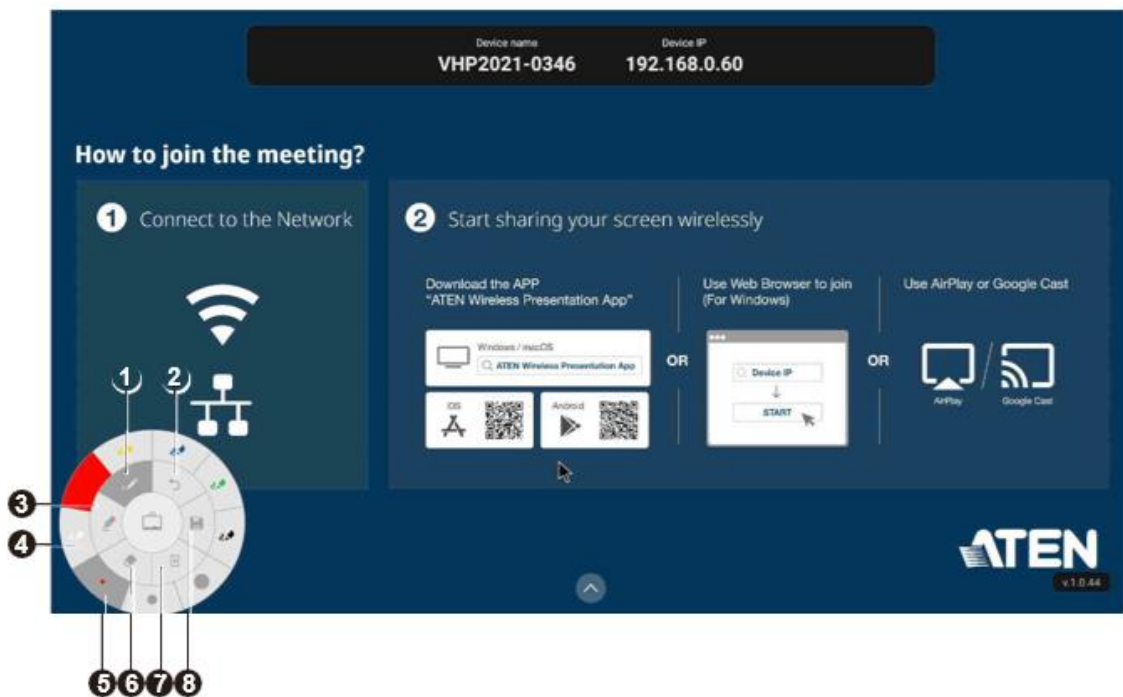 Device name
VHP2021-0346
Device IP
192.168.0.60
How to join the meeting?
1 Connect to the Network
2 Start sharing your screen wirelessly
Download the APP
“ATEN Wireless Presentation App”
Windows / macOS
ATEN Wireless Presentation App
iOS
Android
OR
Use Web Browser to join
(For Windows)
Device IP
START
OR
Use AirPlay or Google Cast
AirPlay
Google Cast
1
2
3
4
5
6
7
8
ATEN
v.1.0.44